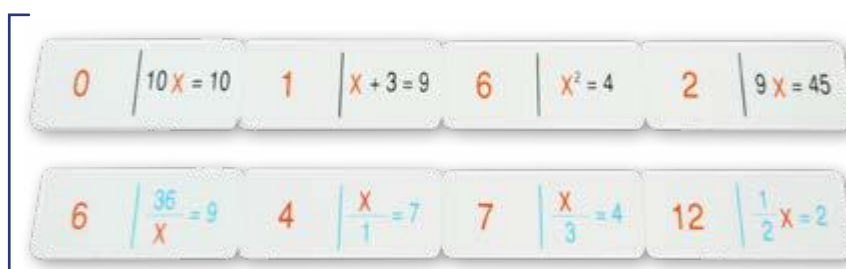 0 | 10x = 10 1 | x + 3 = 9 6 | x² = 4 2 | 9x = 45
6 | 36/x = 9 4 | x/1 = 7 7 | x/3 = 4 12 | 1/2 x = 2